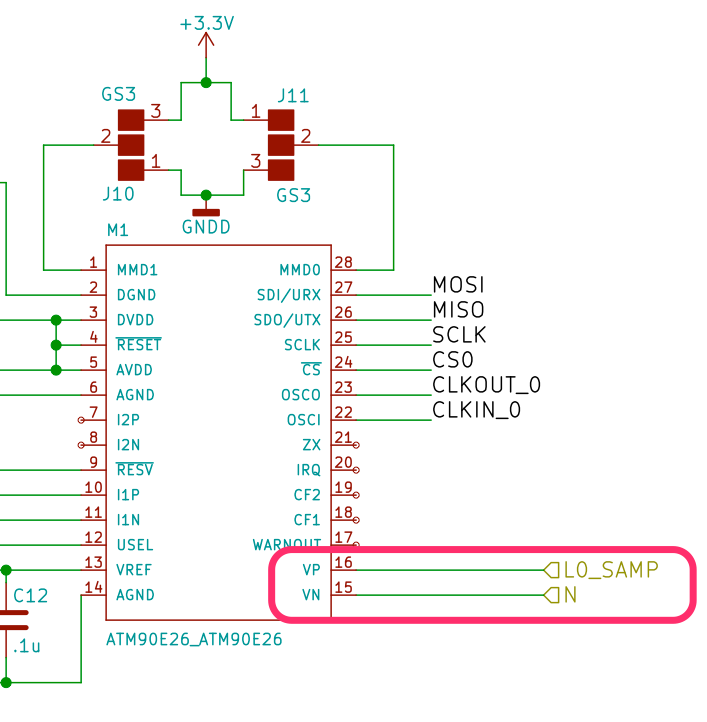 +3.3V
GS3
J11
3
1
2
2
1
3
J10
GS3
GNDD
M1
1 MMD1 MMD0 28
2 DGND SDI/URX 27 MOSI
3 DVDD SDO/UTX 26 MISO
4 RESET SCLK 25 SCLK
5 AVDD CS 24 CS0
6 AGND OSCO 23 CLKOUT_0
7 I2P OSCI 22 CLKIN_0
8 I2N ZX 21
9 RESV IRQ 20
10 I1P CF2 19
11 I1N CF1 18
12 USEL WARNOUT 17
13 VREF VP 16 L0_SAMP
14 AGND VN 15 N
C12
.1u
ATM90E26_ATM90E26